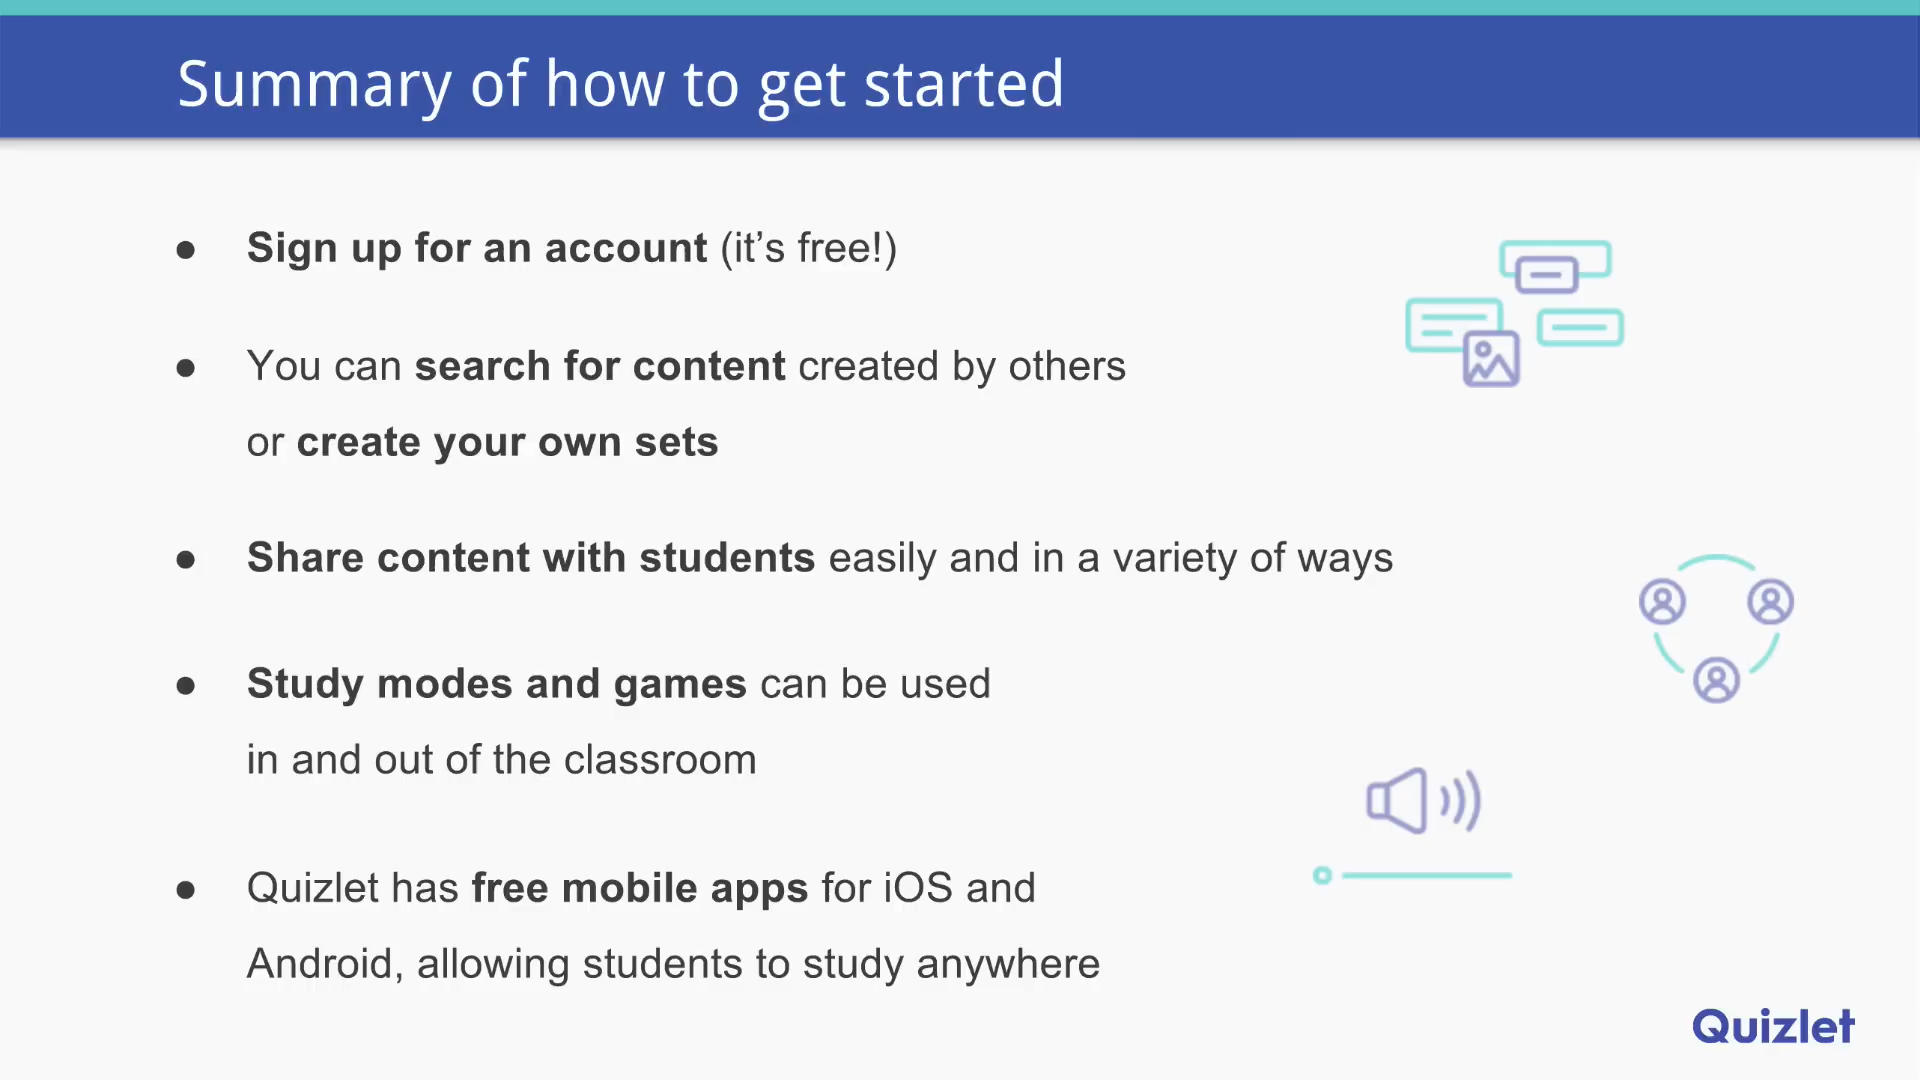 Summary of how to get started
● Sign up for an account (it’s free!)
● You can search for content created by others
or create your own sets
● Share content with students easily and in a variety of ways
● Study modes and games can be used
in and out of the classroom
● Quizlet has free mobile apps for iOS and
Android, allowing students to study anywhere
Quizlet